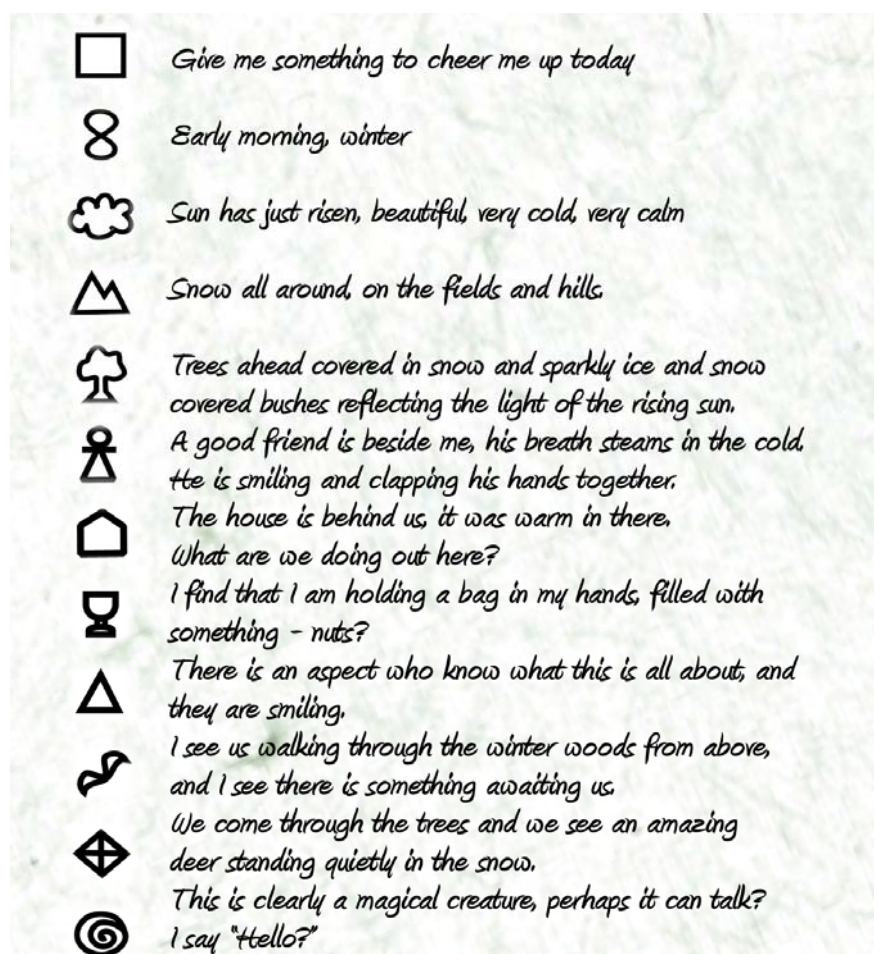 Give me something to cheer me up today
Early morning, winter
Sun has just risen, beautiful, very cold, very calm
Snow all around, on the fields and hills.
Trees ahead covered in snow and sparkly ice and snow
covered bushes reflecting the light of the rising sun.
A good friend is beside me, his breath steams in the cold.
He is smiling and clapping his hands together.
The house is behind us, it was warm in there.
What are we doing out here?
I find that I am holding a bag in my hands, filled with
something - nuts?
There is an aspect who know what this is all about, and
they are smiling.
I see us walking through the winter woods from above,
and I see there is something awaiting us.
We come through the trees and we see an amazing
deer standing quietly in the snow.
This is clearly a magical creature, perhaps it can talk?
I say "Hello?"